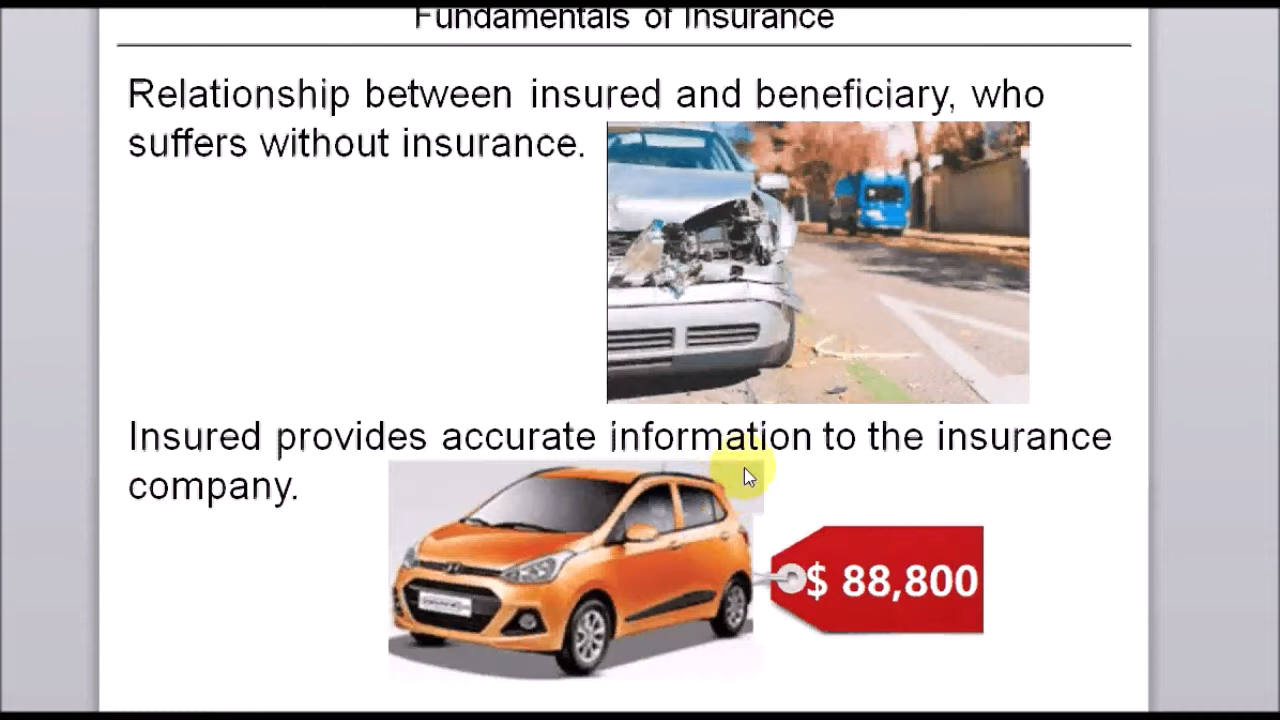 Fundamentals of Insurance
Relationship between insured and beneficiary, who
suffers without insurance.
Insured provides accurate information to the insurance
company.
$ 88,800